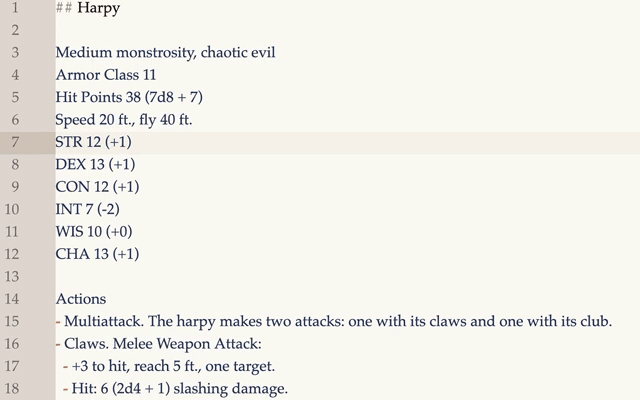 1 ## Harpy
2
3 Medium monstrosity, chaotic evil
4 Armor Class 11
5 Hit Points 38 (7d8 + 7)
6 Speed 20 ft., fly 40 ft.
7 STR 12 (+1)
8 DEX 13 (+1)
9 CON 12 (+1)
10 INT 7 (-2)
11 WIS 10 (+0)
12 CHA 13 (+1)
13
14 Actions
15 - Multiattack. The harpy makes two attacks: one with its claws and one with its club.
16 - Claws. Melee Weapon Attack:
17 - +3 to hit, reach 5 ft., one target.
18 - Hit: 6 (2d4 + 1) slashing damage.